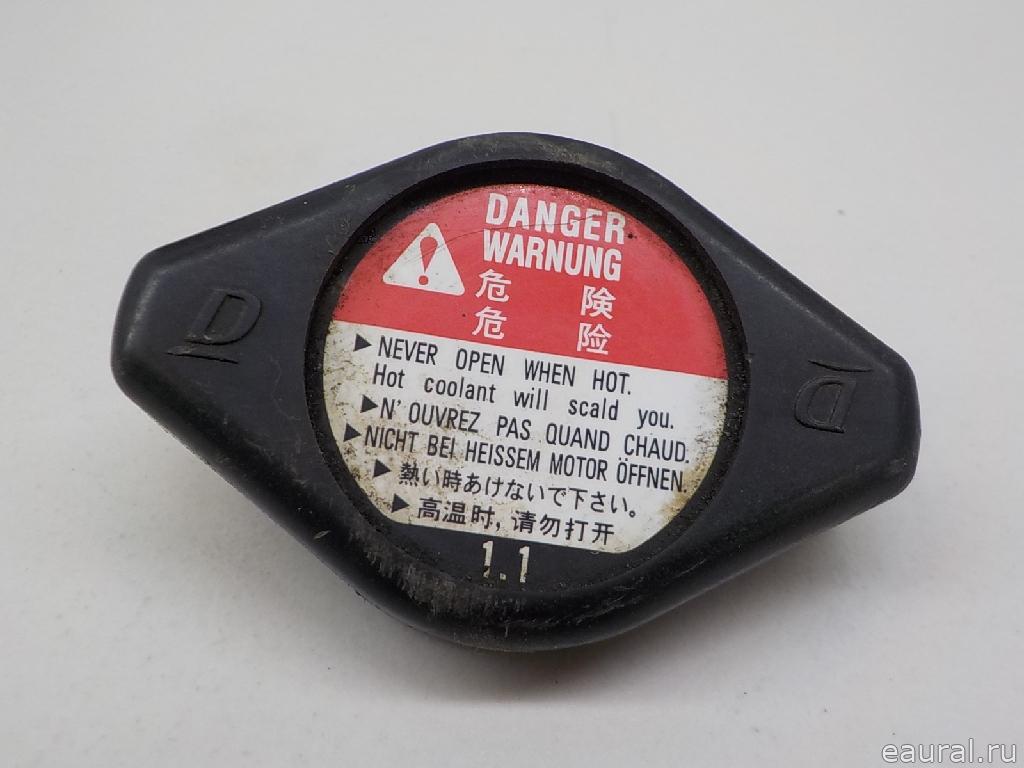 DANGER
WARNUNG
危 険
危 险
▶ NEVER OPEN WHEN HOT.
Hot coolant will scald you.
▶ N' OUVREZ PAS QUAND CHAUD.
▶ NICHT BEI HEISSEM MOTOR ÖFFNEN.
▶ 熱い時あけないで下さい。
▶ 高温时, 请勿打开
1.1
D
D
eaural.ru